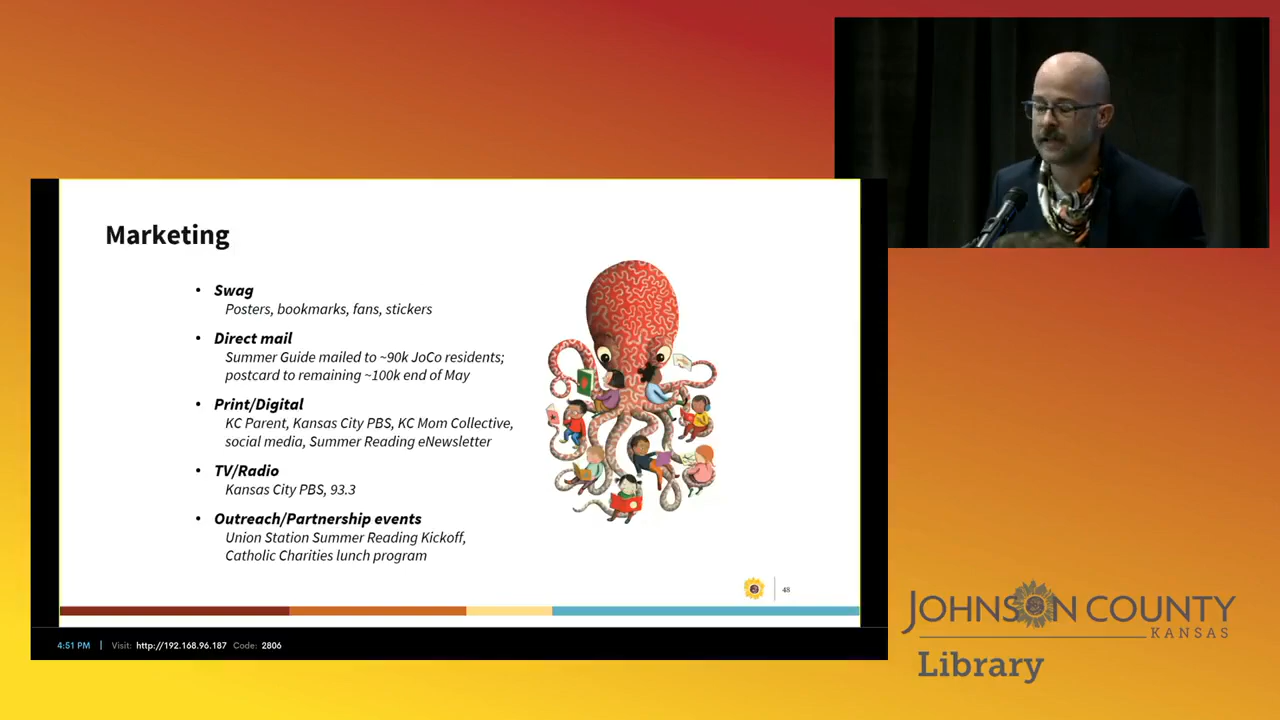 Marketing
• Swag
Posters, bookmarks, fans, stickers
• Direct mail
Summer Guide mailed to ~90k JoCo residents;
postcard to remaining ~100k end of May
• Print/Digital
KC Parent, Kansas City PBS, KC Mom Collective,
social media, Summer Reading eNewsletter
• TV/Radio
Kansas City PBS, 93.3
• Outreach/Partnership events
Union Station Summer Reading Kickoff,
Catholic Charities lunch program
48
4:51 PM | Visit: http://192.168.96.187 Code: 2806
JOHNSON COUNTY
KANSAS
Library